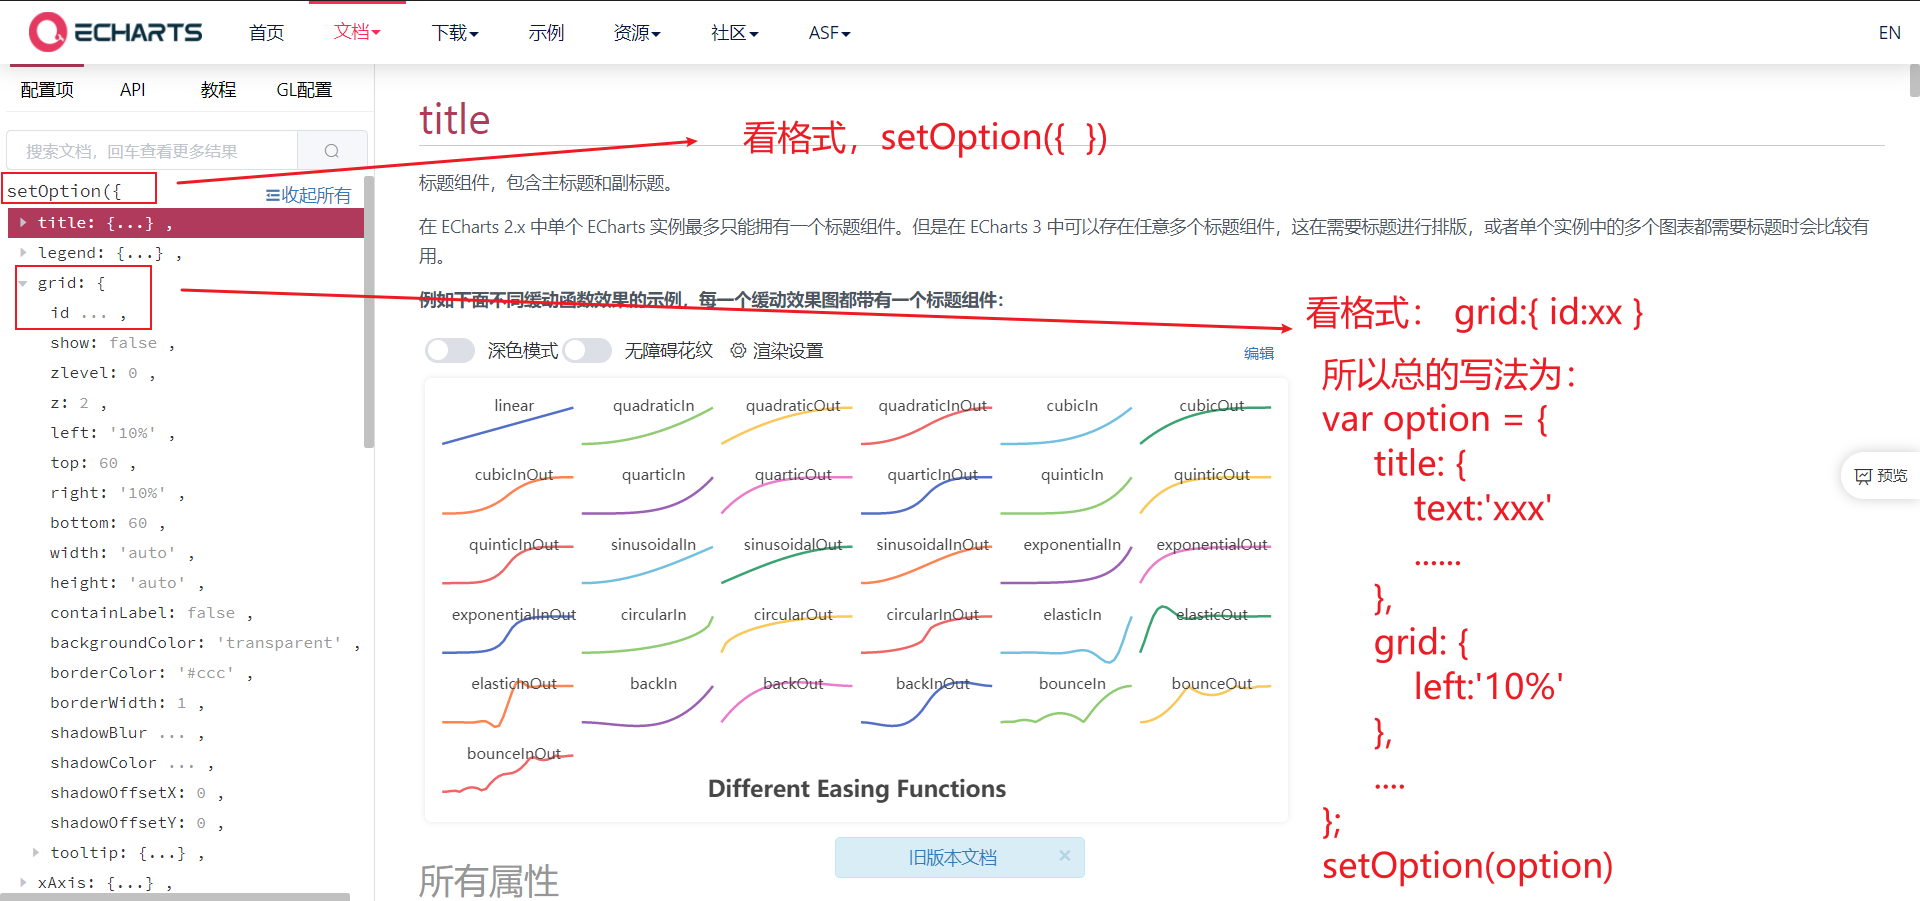 ECHARTS 首页 文档 下载 示例 资源 社区 ASF EN
配置项 API 教程 GL配置
搜索文档，回车查看更多结果
setOption({
收起所有
title: {...} ,
legend: {...} ,
grid: {
id ... ,
show: false ,
zlevel: 0 ,
z: 2 ,
left: '10%' ,
top: 60 ,
right: '10%' ,
bottom: 60 ,
width: 'auto' ,
height: 'auto' ,
containLabel: false ,
backgroundColor: 'transparent' ,
borderColor: '#ccc' ,
borderWidth: 1 ,
shadowBlur ... ,
shadowColor ... ,
shadowOffsetX: 0 ,
shadowOffsetY: 0 ,
tooltip: {...} ,
xAxis: {...} ,
title
看格式，setOption({ })
标题组件，包含主标题和副标题。
在 ECharts 2.x 中单个 ECharts 实例最多只能拥有一个标题组件。但是在 ECharts 3 中可以存在任意多个标题组件，这在需要标题进行排版，或者单个实例中的多个图表都需要标题时会比较有
用。
例如下面不同缓动函数效果的示例，每一个缓动效果图都带有一个标题组件：
深色模式 无障碍花纹 渲染设置 编辑
linear quadraticIn quadraticOut quadraticInOut cubicIn cubicOut
cubicInOut quarticIn quarticOut quarticInOut quinticIn quinticOut
quinticInOut sinusoidalIn sinusoidalOut sinusoidalInOut exponentialIn exponentialOut
exponentialInOut circularIn circularOut circularInOut elasticIn elasticOut
elasticInOut backIn backOut backInOut bounceIn bounceOut
bounceInOut
Different Easing Functions
旧版本文档 ×
所有属性
看格式： grid:{ id:xx }
所以总的写法为：
var option = {
title: {
text:'xxx'
......
},
grid: {
left:'10%'
},
....
};
setOption(option)
预览